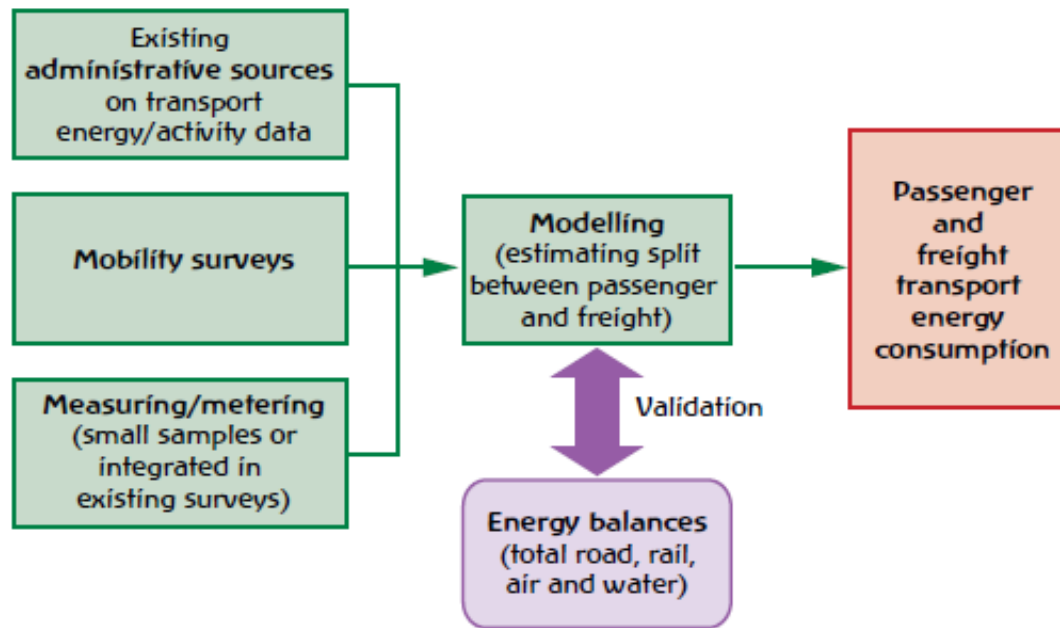 Existing
administrative sources
on transport
energy/activity data
Mobility surveys
Measuring/metering
(small samples or
integrated in
existing surveys)
Modelling
(estimating split
between passenger
and freight)
Validation
Energy balances
(total road, rail,
air and water)
Passenger
and
freight
transport
energy
consumption